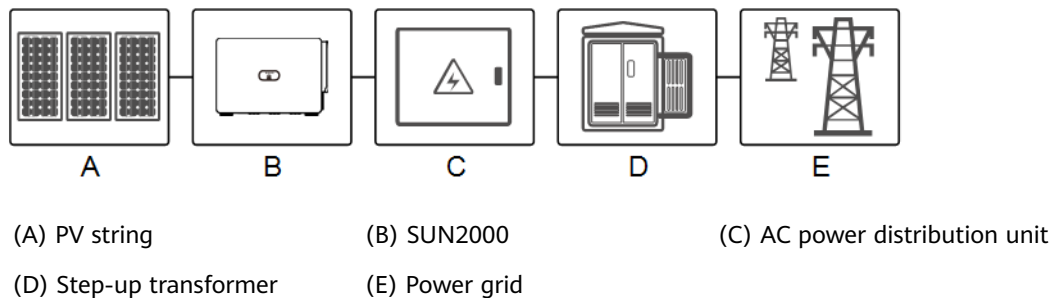 A B C D E
(A) PV string (B) SUN2000 (C) AC power distribution unit
(D) Step-up transformer (E) Power grid